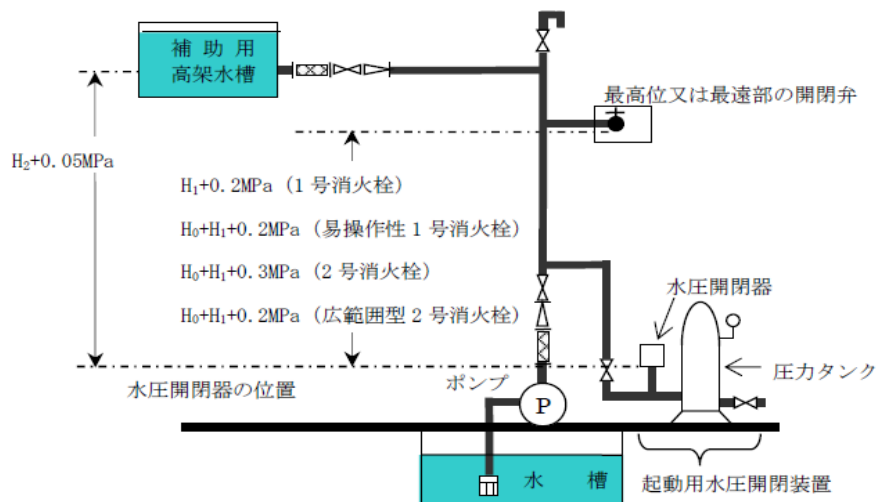 補 助 用
高架水槽
最高位又は最遠部の開閉弁
H₂+0.05MPa
H₁+0.2MPa（1号消火栓）
H₀+H₁+0.2MPa（易操作性1号消火栓）
H₀+H₁+0.3MPa（2号消火栓）
H₀+H₁+0.2MPa（広範囲型2号消火栓）
水圧開閉器
水圧開閉器の位置
ポンプ
圧力タンク
P
水 槽
起動用水圧開閉装置